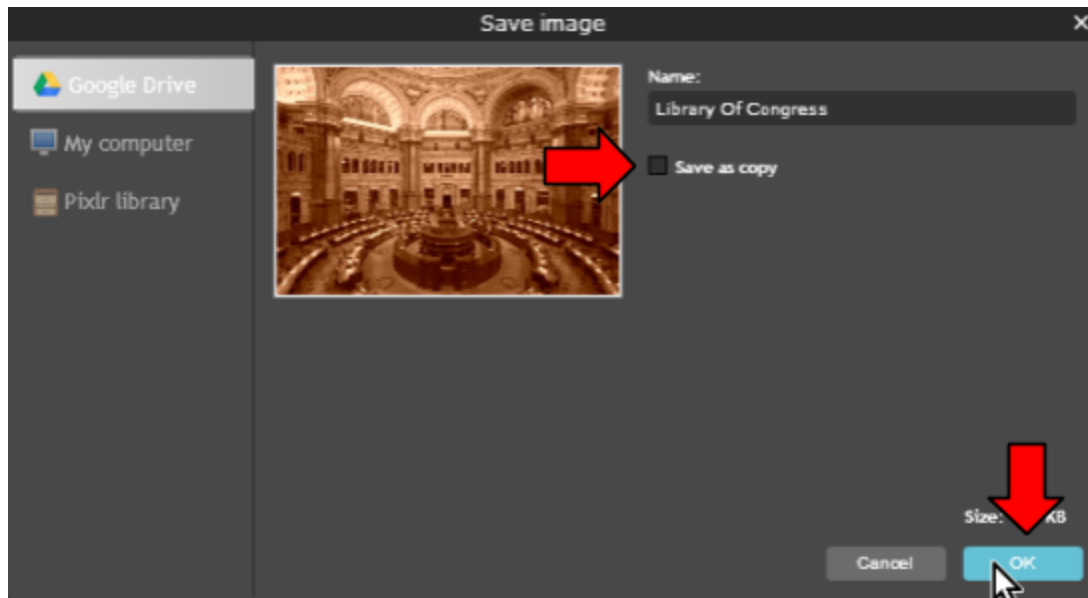 Save image
Google Drive
My computer
Pixlr library
Name:
Library Of Congress
Save as copy
Size: KB
Cancel
OK